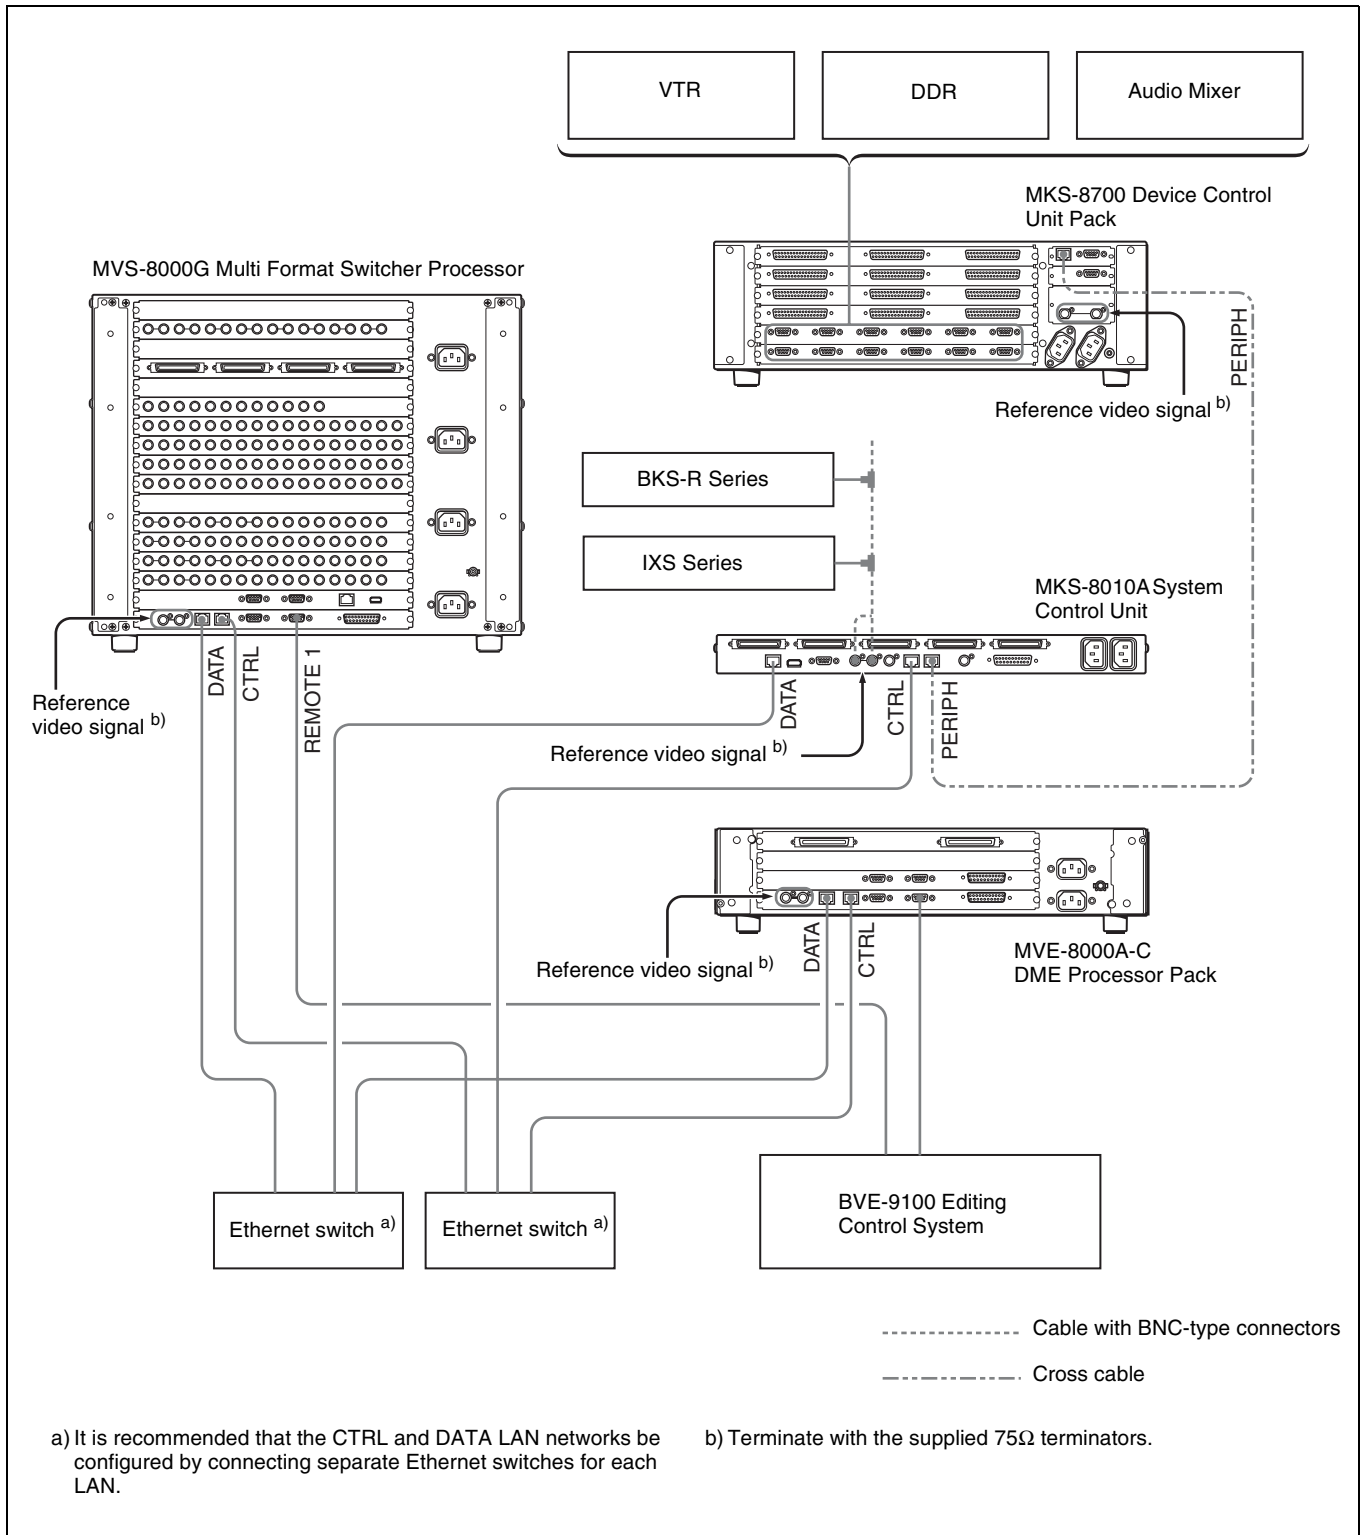 VTR
DDR
Audio Mixer
MKS-8700 Device Control
Unit Pack
MVS-8000G Multi Format Switcher Processor
PERIPH
Reference video signal b)
BKS-R Series
IXS Series
MKS-8010A System
Control Unit
Reference
video signal b)
DATA
CTRL
REMOTE 1
DATA
CTRL
PERIPH
Reference video signal b)
Reference video signal b)
DATA
CTRL
MVE-8000A-C
DME Processor Pack
Ethernet switch a)
Ethernet switch a)
BVE-9100 Editing
Control System
Cable with BNC-type connectors
Cross cable
a) It is recommended that the CTRL and DATA LAN networks be
configured by connecting separate Ethernet switches for each
LAN.
b) Terminate with the supplied 75Ω terminators.